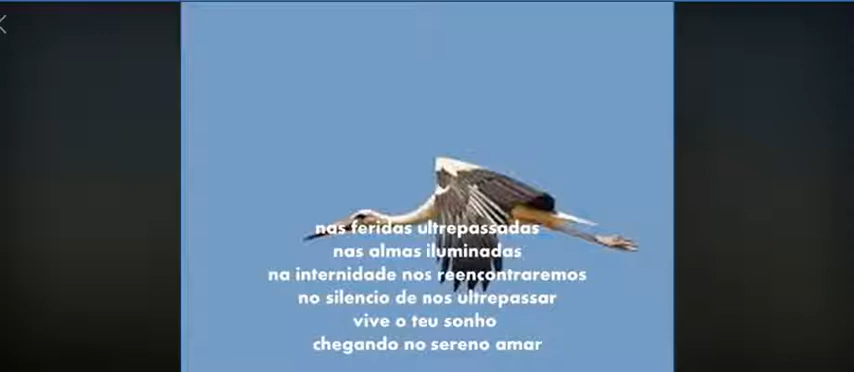 nas feridas ultrepassadas
nas almas iluminadas
na internidade nos reencontraremos
no silencio de nos ultrepassar
vive o teu sonho
chegando no sereno amar